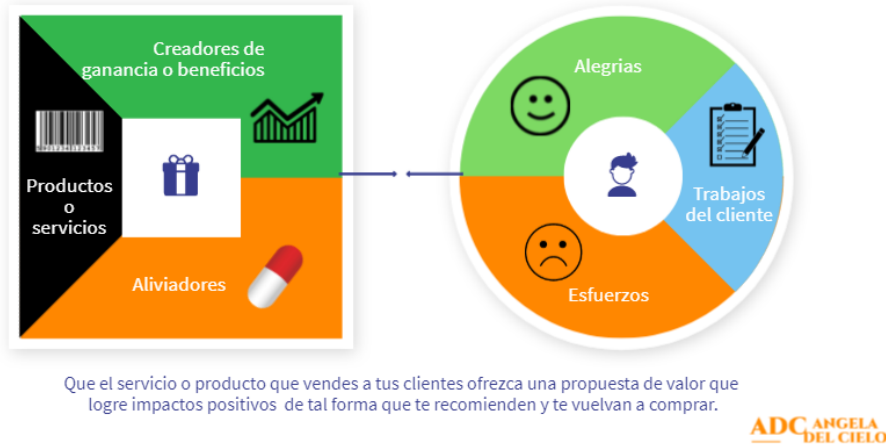 Creadores de
ganancia o beneficios
Productos
o
servicios
Aliviadores
Alegrias
Trabajos
del cliente
Esfuerzos
Que el servicio o producto que vendes a tus clientes ofrezca una propuesta de valor que
logre impactos positivos de tal forma que te recomienden y te vuelvan a comprar.
ADC ANGELA
DEL CIELO